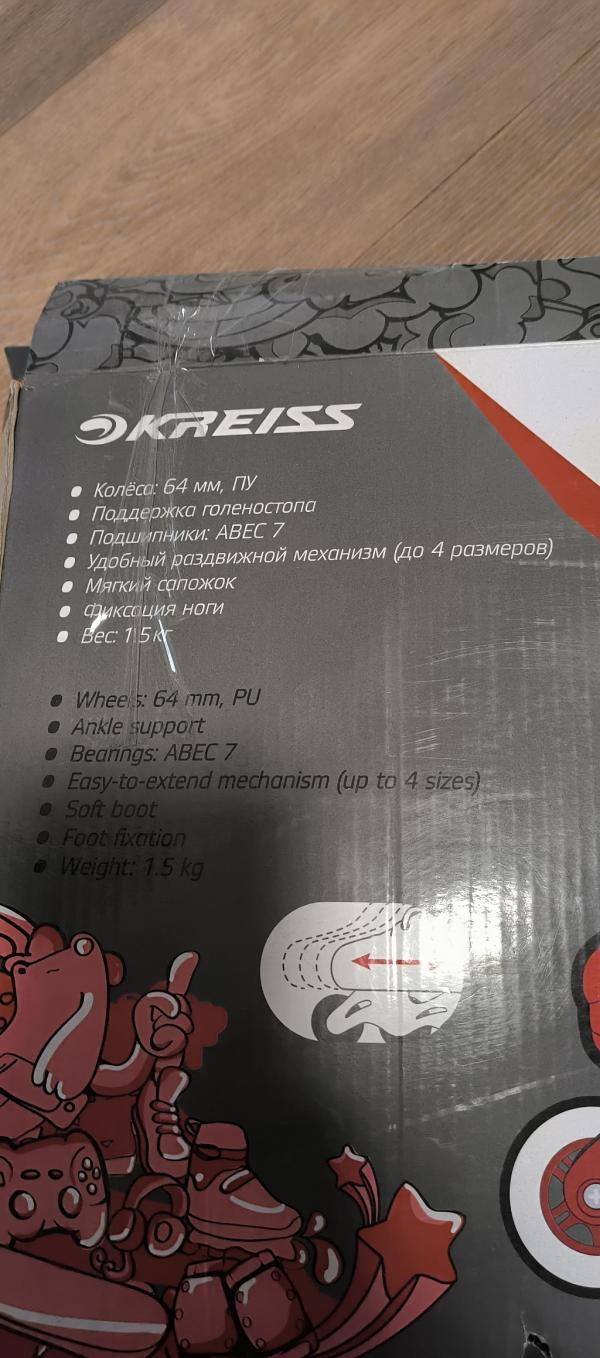 KREISS
Колёса: 64 мм, ПУ
Поддержка голеностопа
Подшипники: ABEC 7
Удобный раздвижной механизм (до 4 размеров)
Мягкий сапожок
Фиксация ноги
Вес: 1.5 кг
Wheels: 64 mm, PU
Ankle support
Bearings: ABEC 7
Easy-to-extend mechanism (up to 4 sizes)
Soft boot
Foot fixation
Weight: 1.5 kg